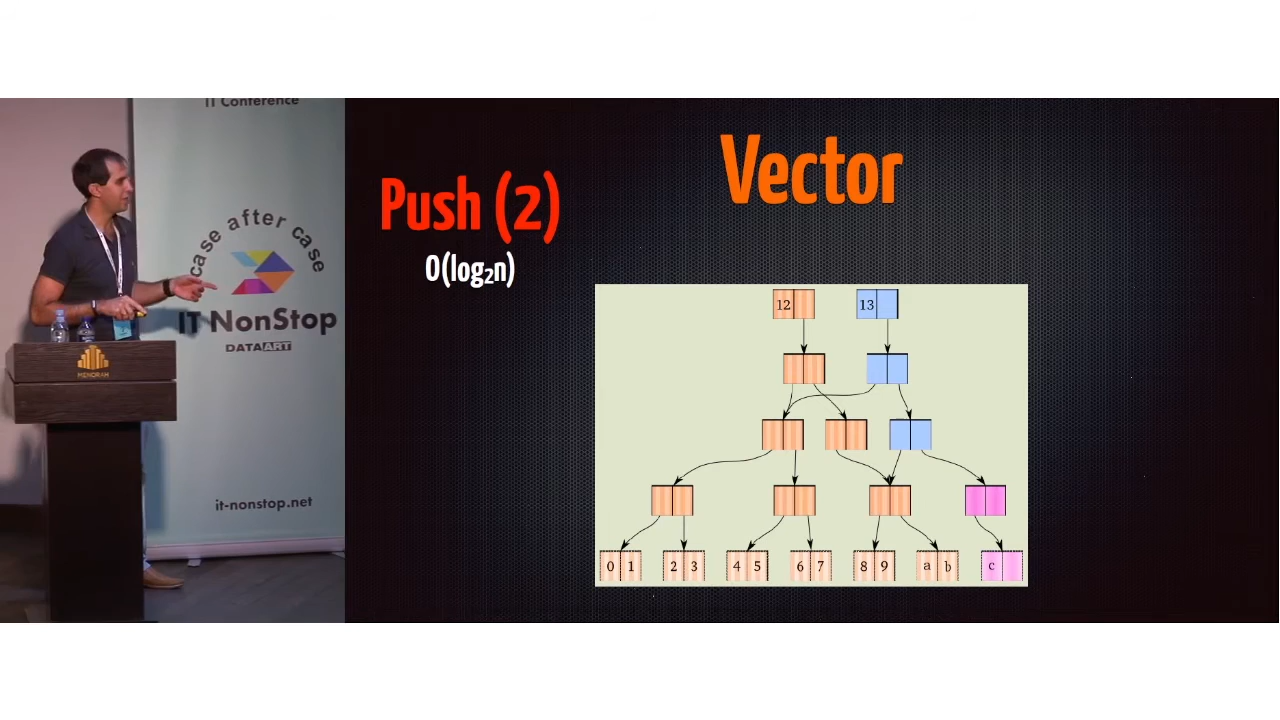 IT Conference
case after case
IT NonStop
DATAART
it-nonstop.net
MENORAH
Vector
Push (2)
O(log₂n)
12 13
0 1 2 3 4 5 6 7 8 9 a b c